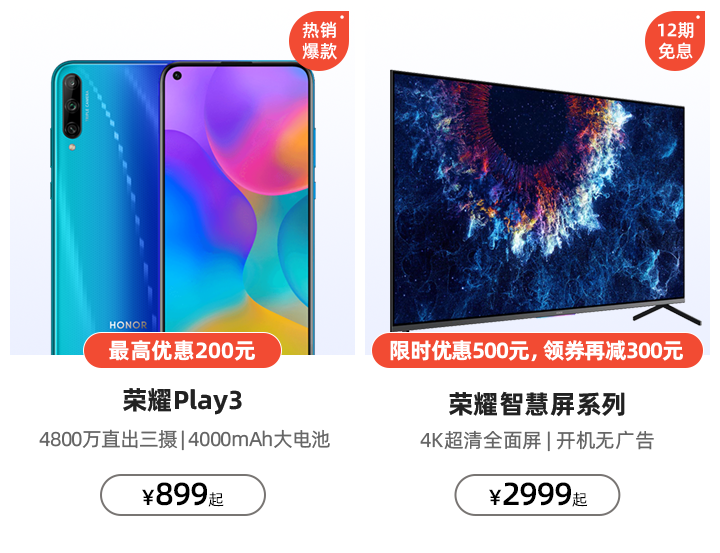 热销
爆款
HONOR
最高优惠200元
荣耀Play3
4800万直出三摄|4000mAh大电池
¥899起
12期
免息
限时优惠500元，领券再减300元
荣耀智慧屏系列
4K超清全面屏 | 开机无广告
¥2999起